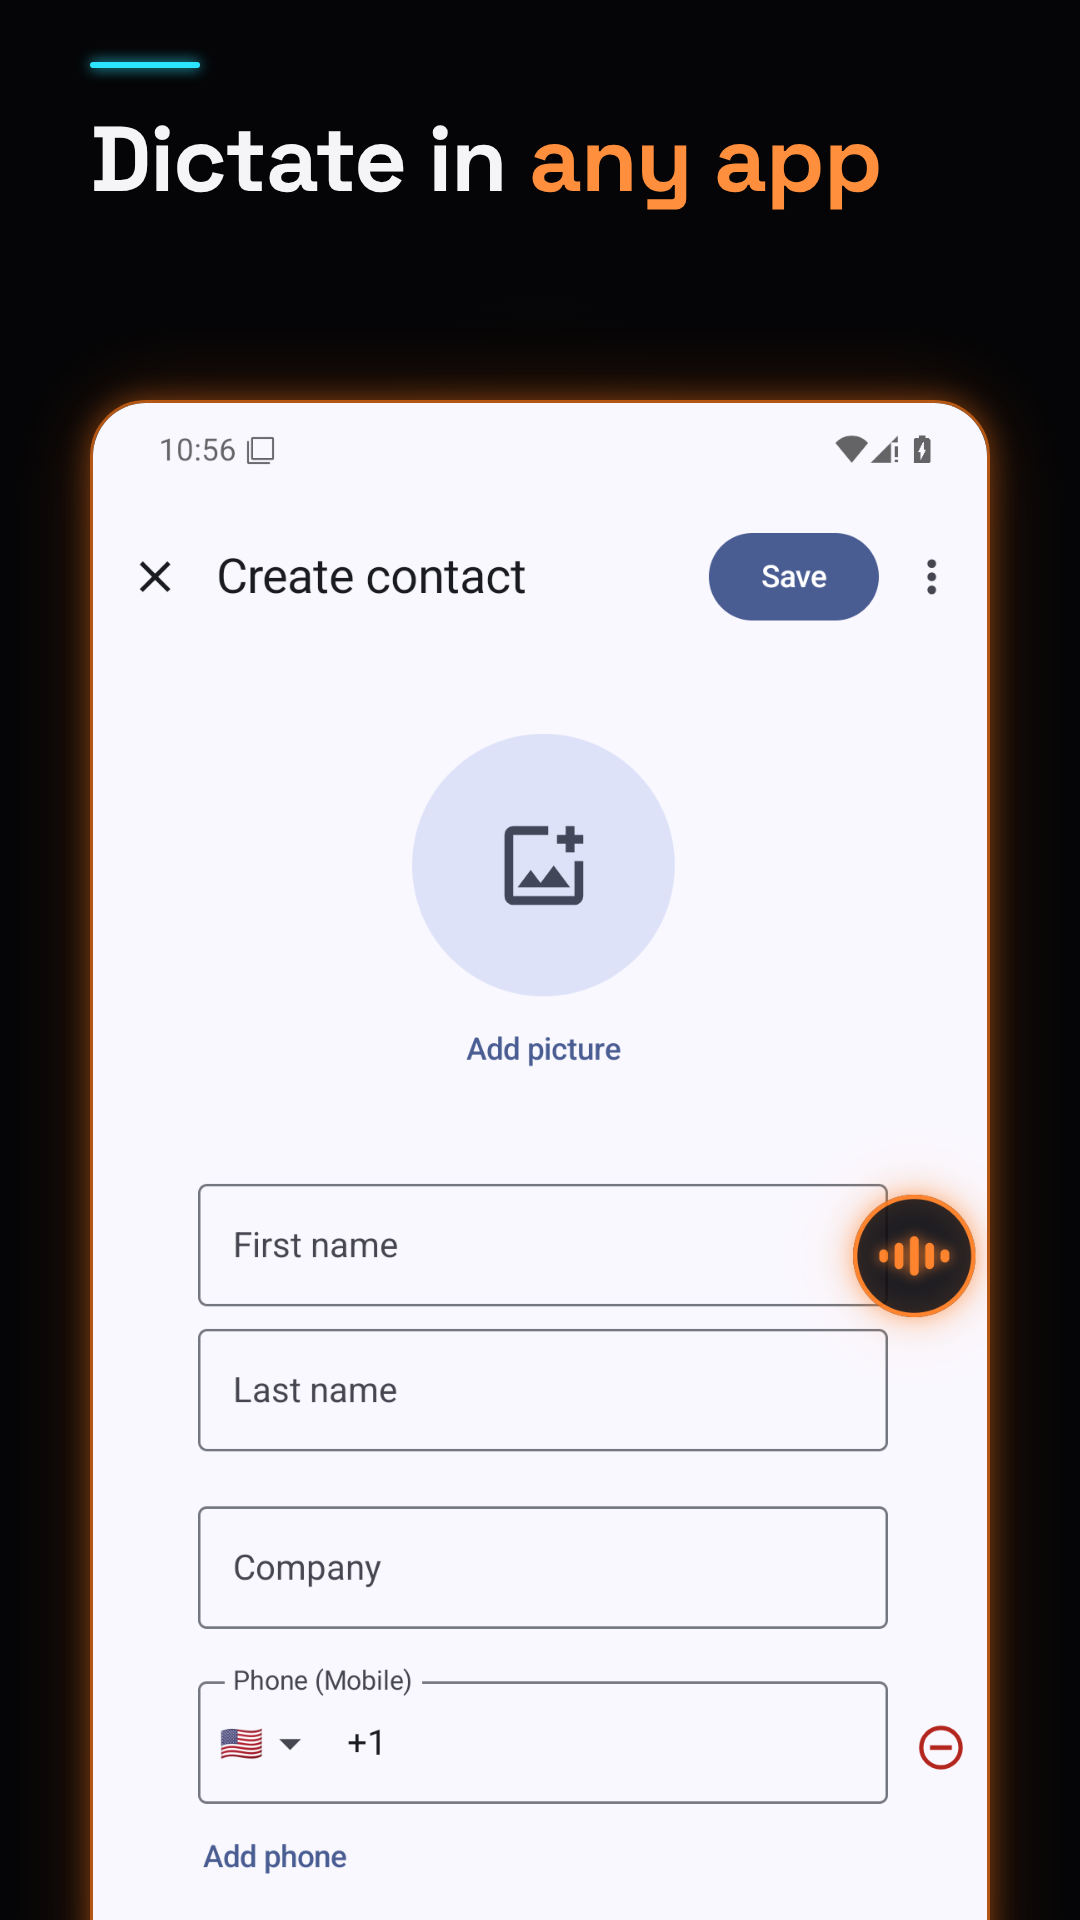 Dictate in any app
10:56
Create contact
Save
Add picture
First name
Last name
Company
Phone (Mobile)
+1
Add phone